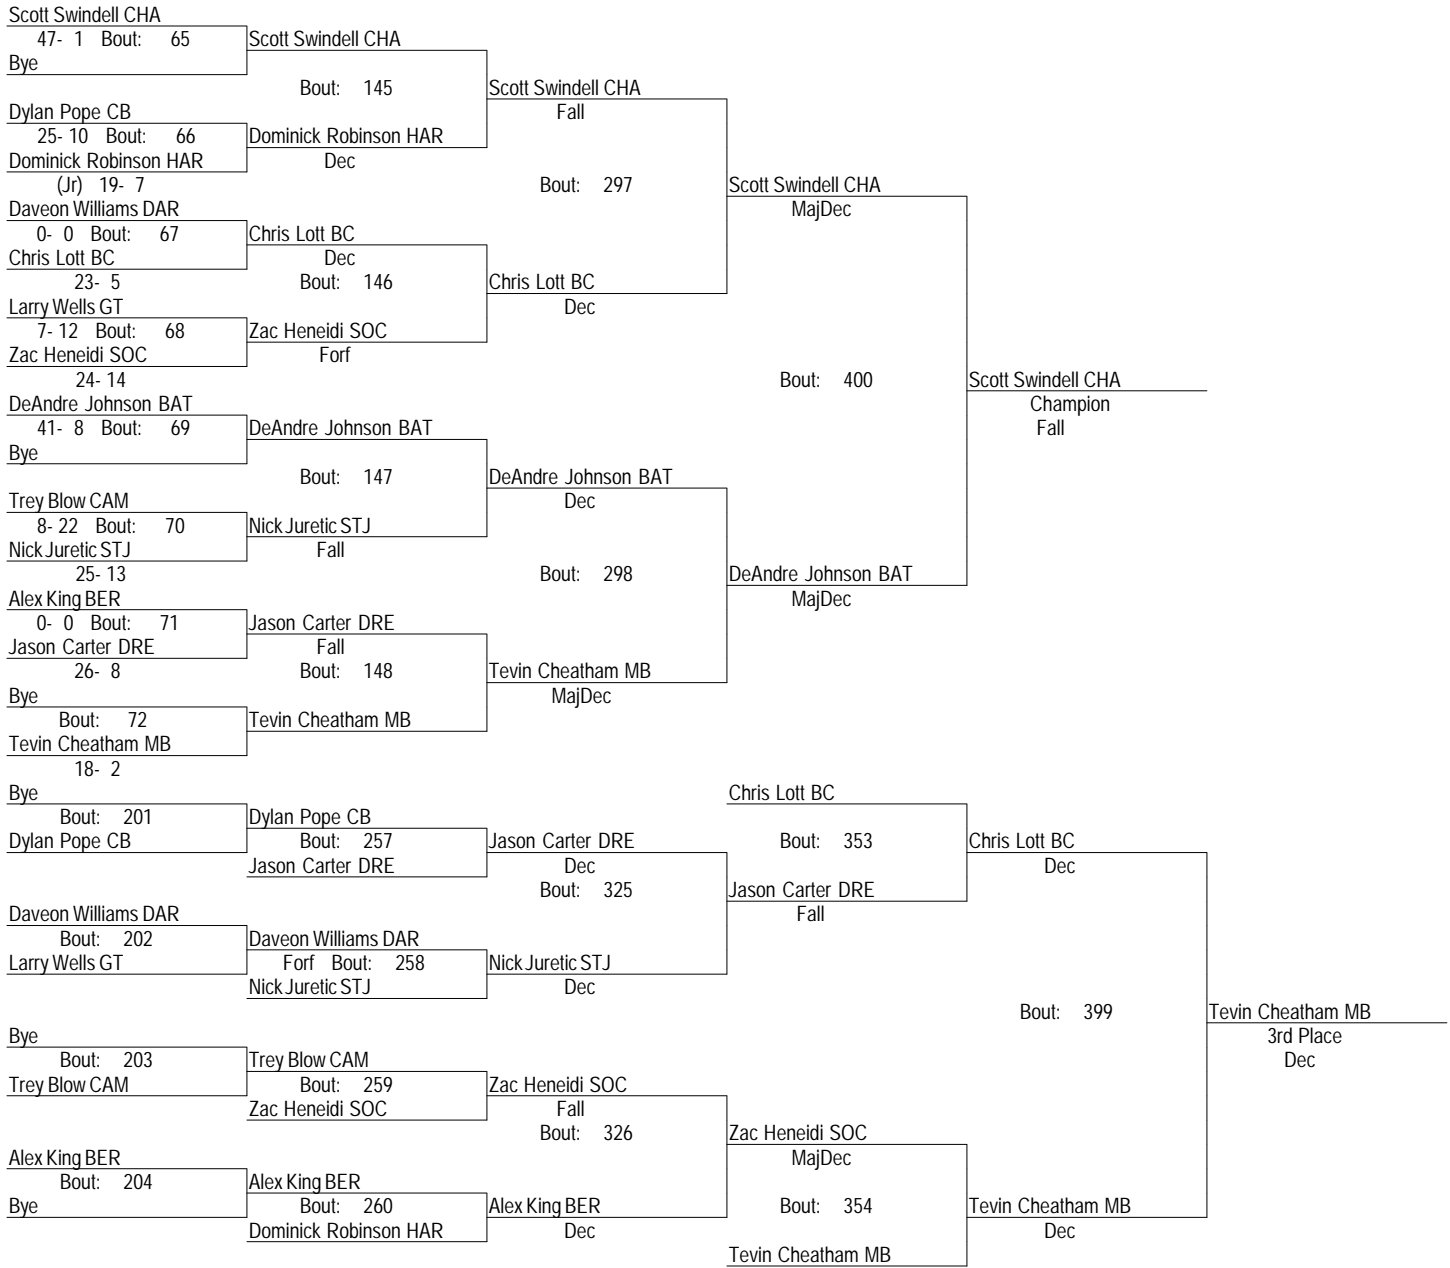 Scott Swindell CHA
47- 1 Bout: 65 Scott Swindell CHA
Bye
Bout: 145 Scott Swindell CHA
Dylan Pope CB Fall
25- 10 Bout: 66 Dominick Robinson HAR
Dominick Robinson HAR Dec
(Jr) 19- 7 Bout: 297 Scott Swindell CHA
Daveon Williams DAR MajDec
0- 0 Bout: 67 Chris Lott BC
Chris Lott BC Dec
23- 5 Bout: 146 Chris Lott BC
Larry Wells GT Dec
7- 12 Bout: 68 Zac Heneidi SOC
Zac Heneidi SOC Forf
24- 14 Bout: 400 Scott Swindell CHA
DeAndre Johnson BAT Champion
41- 8 Bout: 69 DeAndre Johnson BAT Fall
Bye
Bout: 147 DeAndre Johnson BAT
Trey Blow CAM Dec
8- 22 Bout: 70 Nick Juretic STJ
Nick Juretic STJ Fall
25- 13 Bout: 298 DeAndre Johnson BAT
Alex King BER MajDec
0- 0 Bout: 71 Jason Carter DRE
Jason Carter DRE Fall
26- 8 Bout: 148 Tevin Cheatham MB
Bye MajDec
Bout: 72 Tevin Cheatham MB
Tevin Cheatham MB
18- 2
Bye Chris Lott BC
Bout: 201 Dylan Pope CB
Dylan Pope CB Bout: 257 Jason Carter DRE Bout: 353 Chris Lott BC
Jason Carter DRE Dec Dec
Bout: 325 Jason Carter DRE
Daveon Williams DAR Fall
Bout: 202 Daveon Williams DAR
Larry Wells GT Forf Bout: 258 Nick Juretic STJ
Nick Juretic STJ Dec
Bout: 399 Tevin Cheatham MB
Bye 3rd Place
Bout: 203 Trey Blow CAM Dec
Trey Blow CAM Bout: 259 Zac Heneidi SOC
Zac Heneidi SOC Fall
Bout: 326 Zac Heneidi SOC
Alex King BER MajDec
Bout: 204 Alex King BER
Bye Bout: 260 Alex King BER Bout: 354 Tevin Cheatham MB
Dominick Robinson HAR Dec Dec
Tevin Cheatham MB